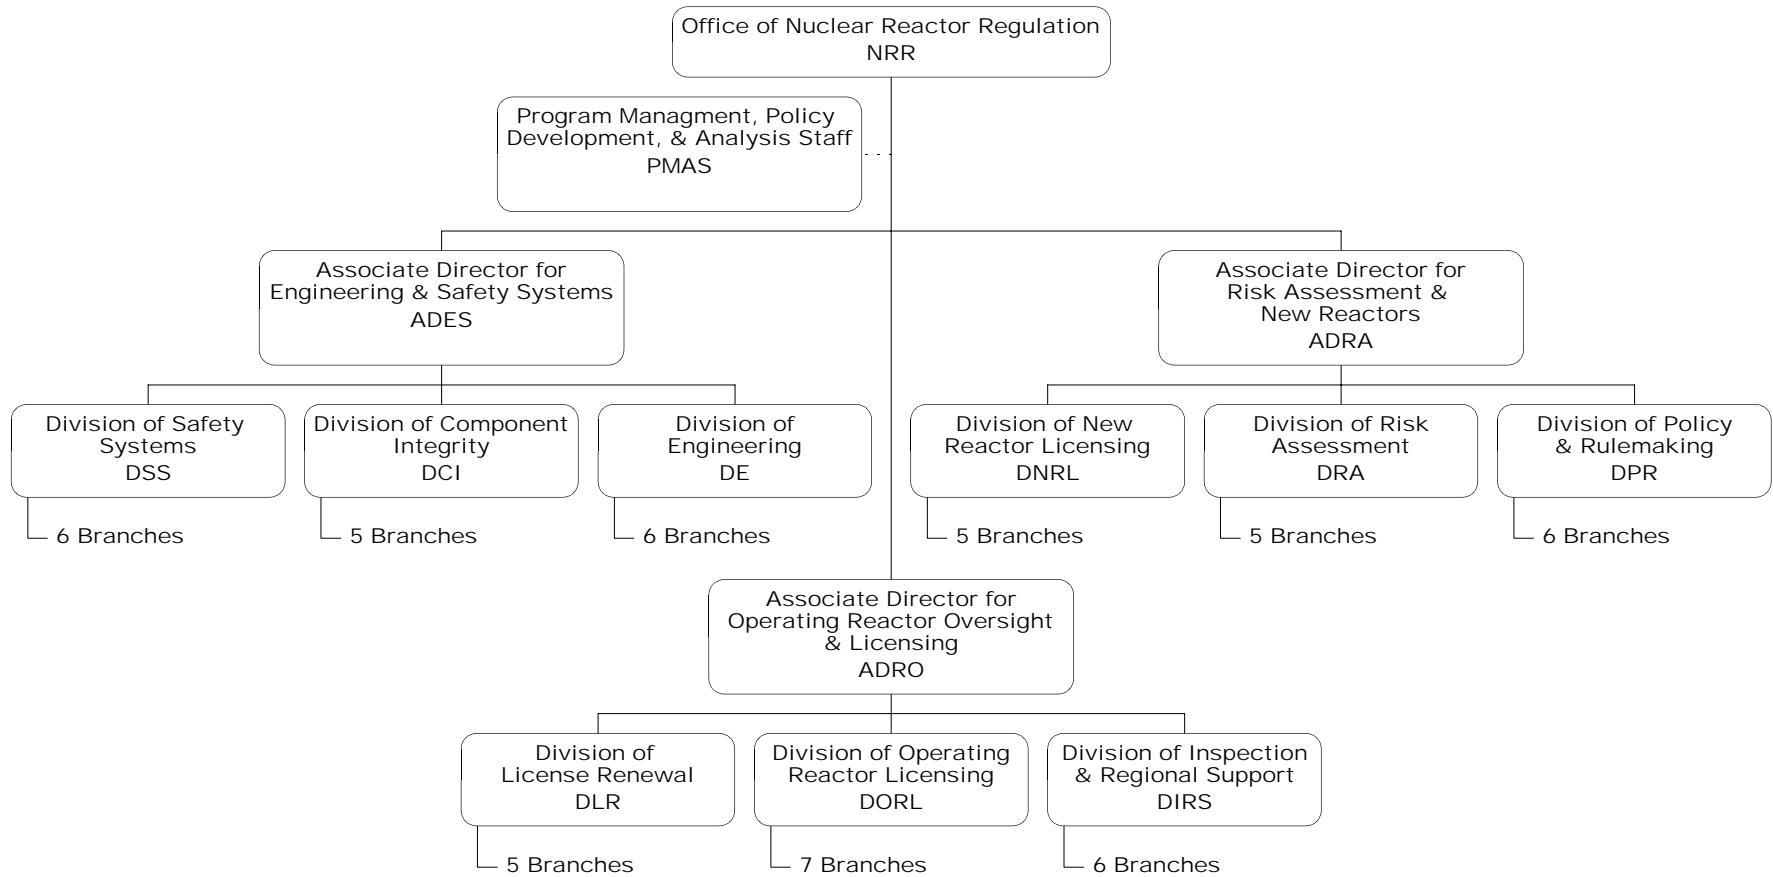 Office of Nuclear Reactor Regulation
NRR
Program Managment, Policy
Development, & Analysis Staff
PMAS
Associate Director for
Engineering & Safety Systems
ADES
Associate Director for
Risk Assessment &
New Reactors
ADRA
Division of Safety
Systems
DSS
6 Branches
Division of Component
Integrity
DCI
5 Branches
Division of
Engineering
DE
6 Branches
Division of New
Reactor Licensing
DNRL
5 Branches
Division of Risk
Assessment
DRA
5 Branches
Division of Policy
& Rulemaking
DPR
6 Branches
Associate Director for
Operating Reactor Oversight
& Licensing
ADRO
Division of
License Renewal
DLR
5 Branches
Division of Operating
Reactor Licensing
DORL
7 Branches
Division of Inspection
& Regional Support
DIRS
6 Branches